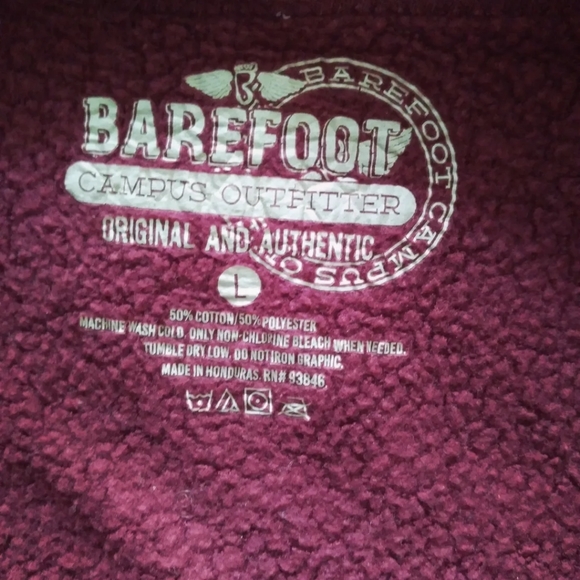 B
BAREFOOT CAMPUS OU
BAREFOOT
CAMPUS OUTFITTER
ORIGINAL AND AUTHENTIC
L
50% COTTON/50% POLYESTER
MACHINE WASH COLD. ONLY NON-CHLORINE BLEACH WHEN NEEDED.
TUMBLE DRY LOW, DO NOT IRON GRAPHIC.
MADE IN HONDURAS. RN# 93846